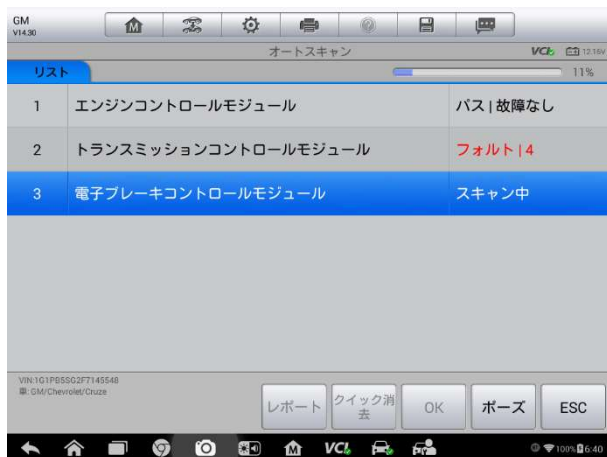 GM
V14.30
オートスキャン
VCI 12.16V
リスト 11%
1 エンジンコントロールモジュール パス | 故障なし
2 トランスミッションコントロールモジュール フォルト | 4
3 電子ブレーキコントロールモジュール スキャン中
VIN:1G1PB5SG2F7145548
車: GM/Chevrolet/Cruze
レポート クイック消去 OK ポーズ ESC
VCI 100% 6:40